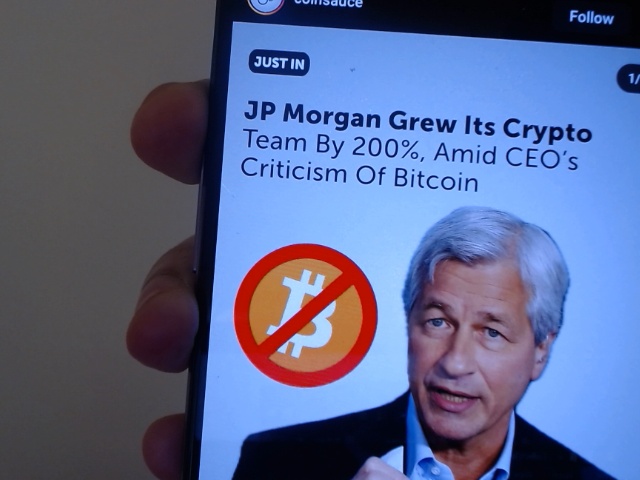 coinsauce
Follow
JUST IN
1/
JP Morgan Grew Its Crypto
Team By 200%, Amid CEO's
Criticism Of Bitcoin